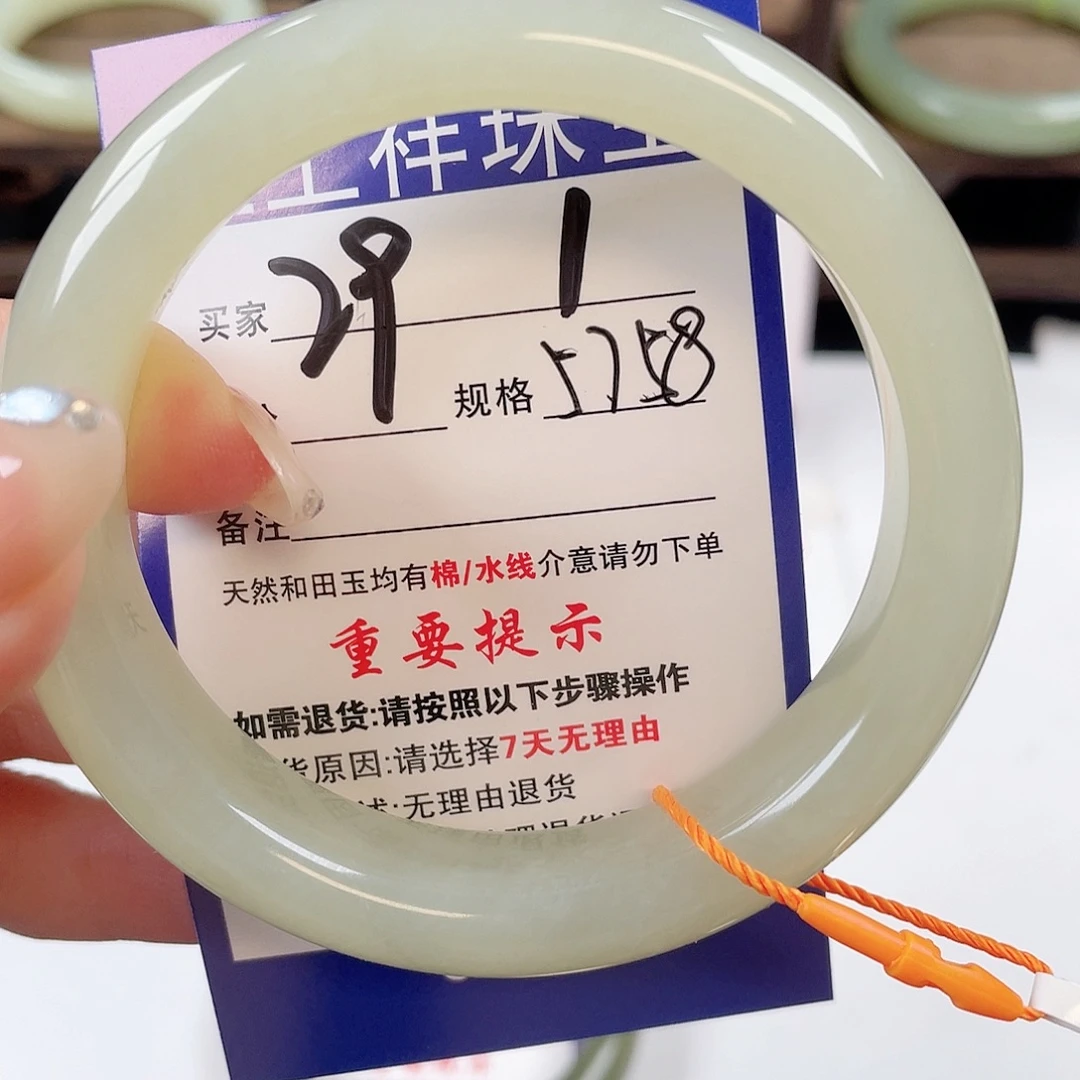 祥珠宝
买家 29 1
规格 5758
备注
天然和田玉均有棉/水线介意请勿下单
重要提示
如需退货:请按照以下步骤操作
货原因:请选择7天无理由
述:无理由退货